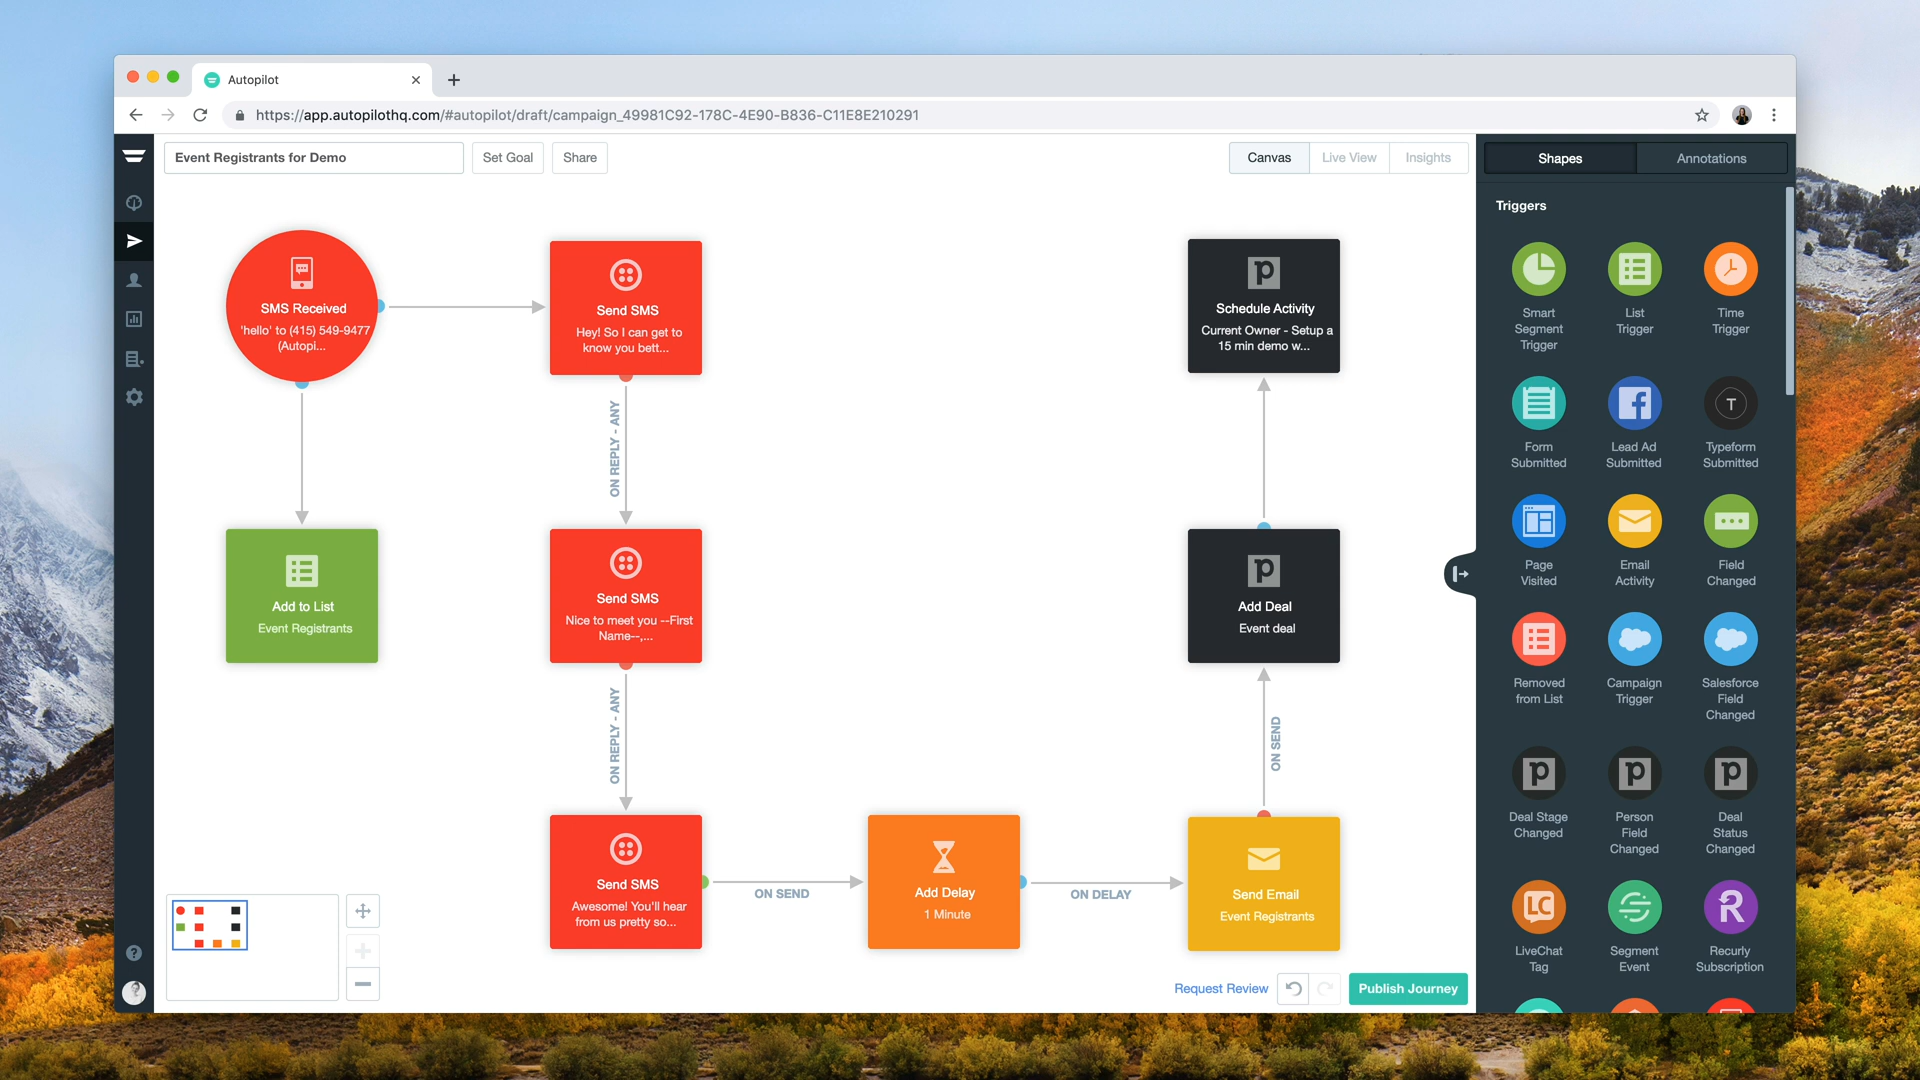 Autopilot
https://app.autopilothq.com/#autopilot/draft/campaign_49981C92-178C-4E90-B836-C11E8E210291
Event Registrants for Demo
Set Goal
Share
Canvas
Live View
Insights
Shapes
Annotations
SMS Received
'hello' to (415) 549-9477
(Autopi...
Send SMS
Hey! So I can get to
know you bett...
Schedule Activity
Current Owner - Setup a
15 min demo w...
ON REPLY - ANY
Add to List
Event Registrants
Send SMS
Nice to meet you --First
Name--,...
Add Deal
Event deal
ON REPLY - ANY
ON SEND
Send SMS
Awesome! You'll hear
from us pretty so...
ON SEND
Add Delay
1 Minute
ON DELAY
Send Email
Event Registrants
Request Review
Publish Journey
Triggers
Smart
Segment
Trigger
List
Trigger
Time
Trigger
Form
Submitted
Lead Ad
Submitted
T
Typeform
Submitted
Page
Visited
Email
Activity
Field
Changed
Removed
from List
Campaign
Trigger
Salesforce
Field
Changed
Deal Stage
Changed
Person
Field
Changed
Deal
Status
Changed
LC
LiveChat
Tag
Segment
Event
R
Recurly
Subscription